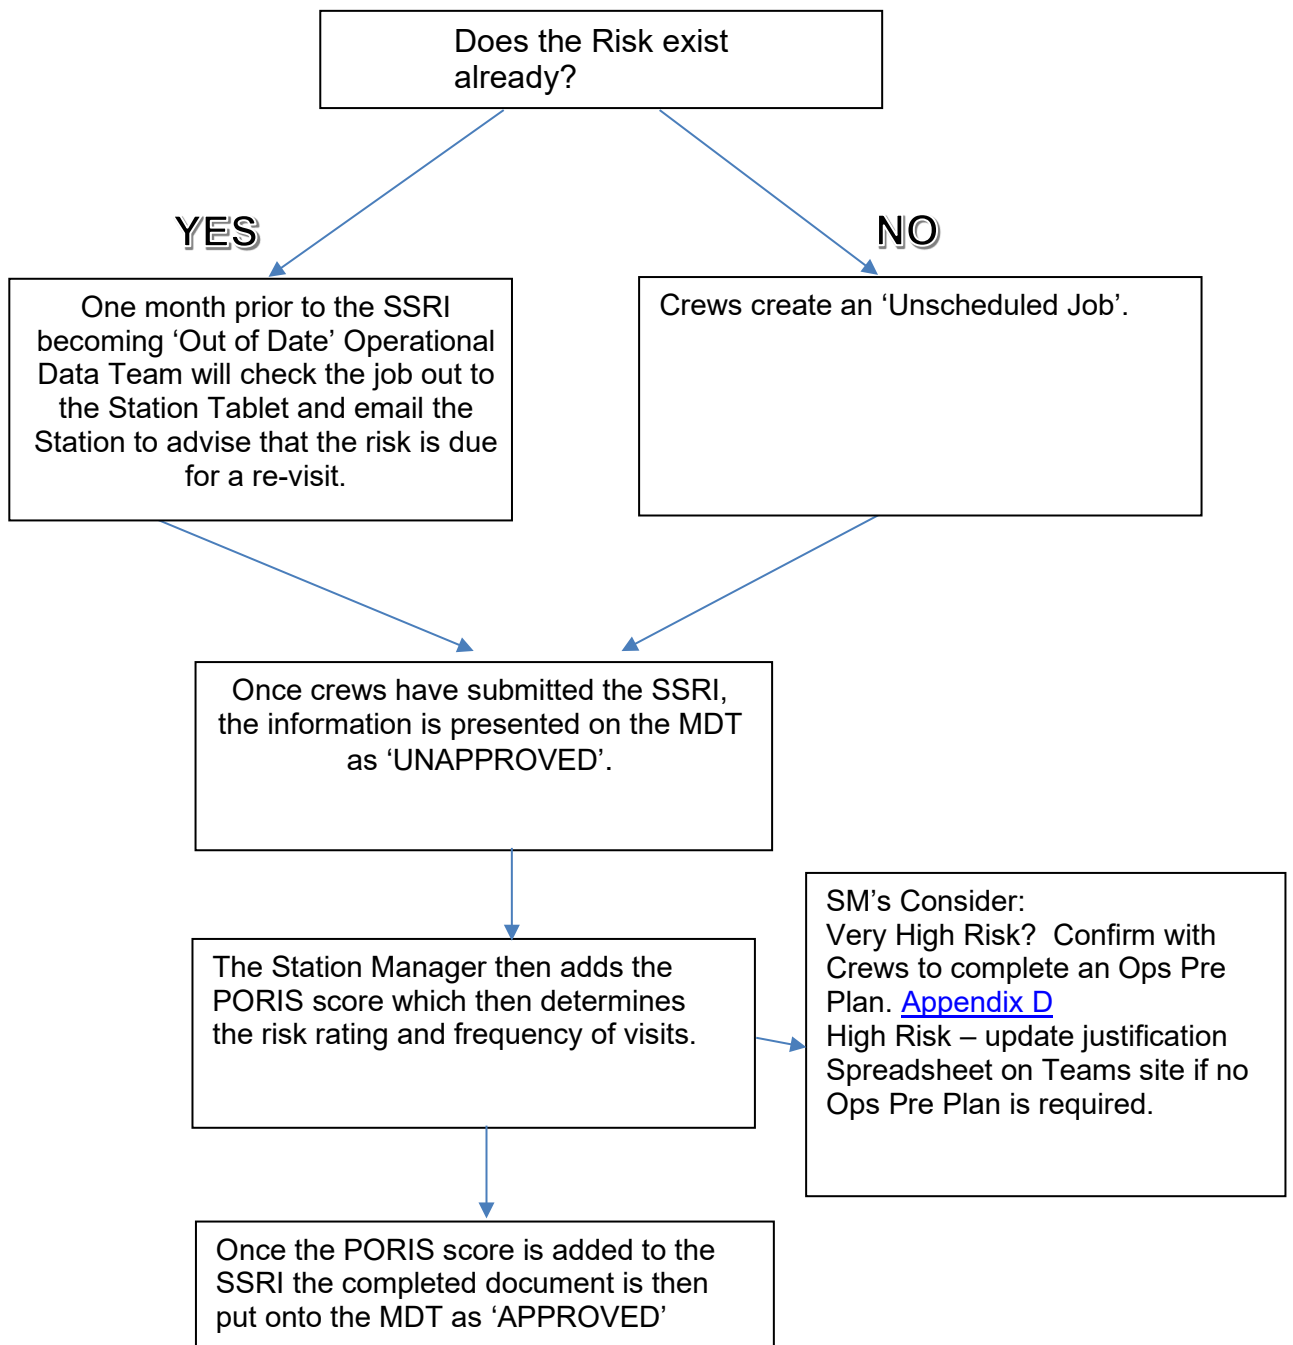 Does the Risk exist
already?
YES
NO
One month prior to the SSRI
becoming ‘Out of Date’ Operational
Data Team will check the job out to
the Station Tablet and email the
Station to advise that the risk is due
for a re-visit.
Crews create an ‘Unscheduled Job’.
Once crews have submitted the SSRI,
the information is presented on the MDT
as ‘UNAPPROVED’.
The Station Manager then adds the
PORIS score which then determines
the risk rating and frequency of visits.
SM’s Consider:
Very High Risk?  Confirm with
Crews to complete an Ops Pre
Plan. Appendix D
High Risk – update justification
Spreadsheet on Teams site if no
Ops Pre Plan is required.
Once the PORIS score is added to the
SSRI the completed document is then
put onto the MDT as ‘APPROVED’